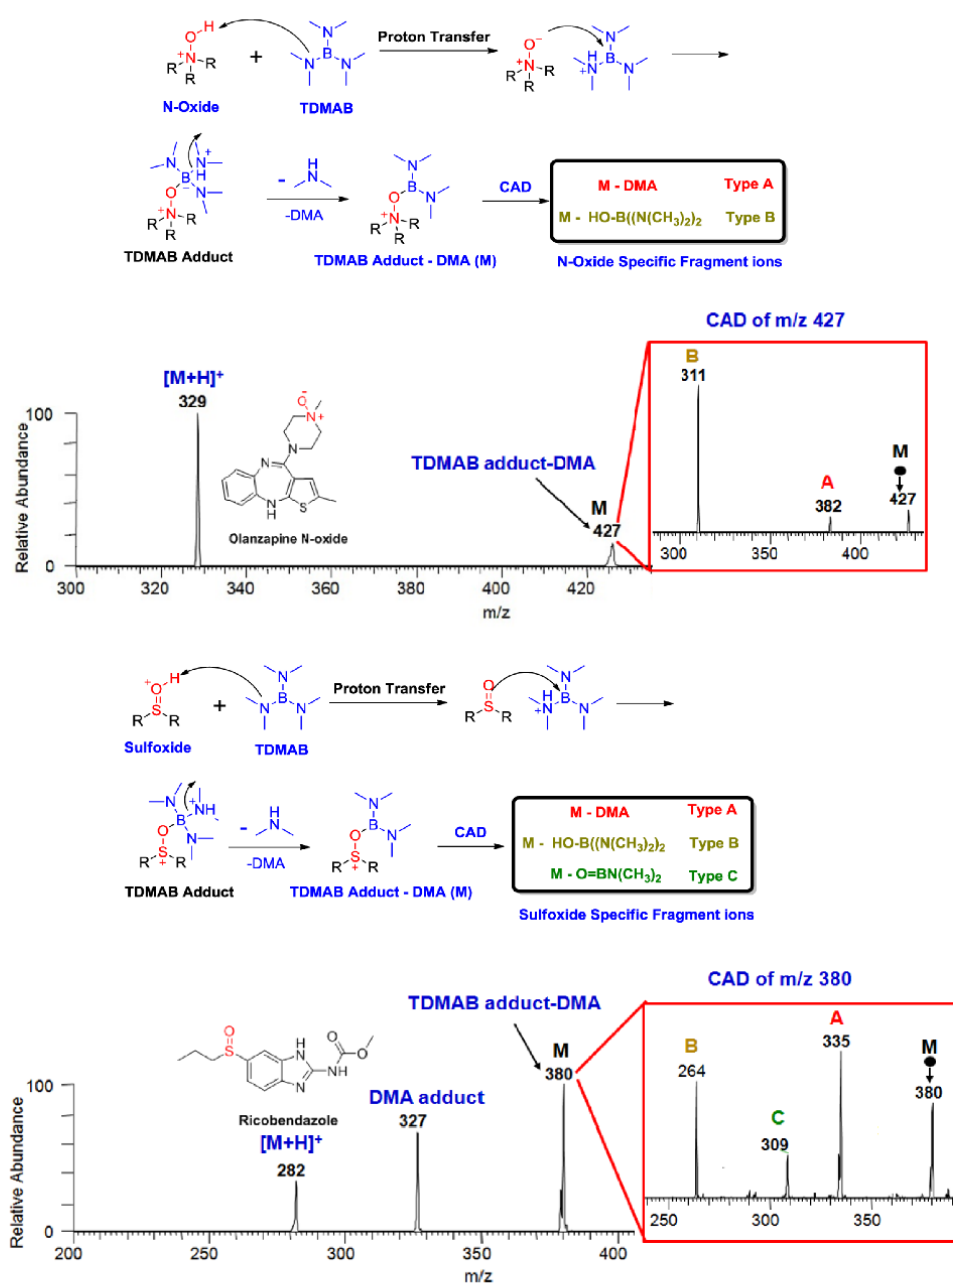 Proton Transfer
N-Oxide
+
TDMAB
TDMAB Adduct
-DMA
TDMAB Adduct - DMA (M)
CAD
M - DMA Type A
M - HO-B((N(CH3)2)2 Type B
N-Oxide Specific Fragment ions
CAD of m/z 427
[M+H]+
329
Olanzapine N-oxide
TDMAB adduct-DMA
M
427
B
311
A
382
M
427
300 350 400
Relative Abundance
100
0
300 320 340 360 380 400 420
m/z
Sulfoxide
+
TDMAB
Proton Transfer
TDMAB Adduct
-DMA
TDMAB Adduct - DMA (M)
CAD
M - DMA Type A
M - HO-B((N(CH3)2)2 Type B
M - O=BN(CH3)2 Type C
Sulfoxide Specific Fragment ions
CAD of m/z 380
TDMAB adduct-DMA
M
380
Ricobendazole
[M+H]+
282
DMA adduct
327
B
264
C
309
A
335
M
380
250 300 350
Relative Abundance
100
0
200 250 300 350 400
m/z